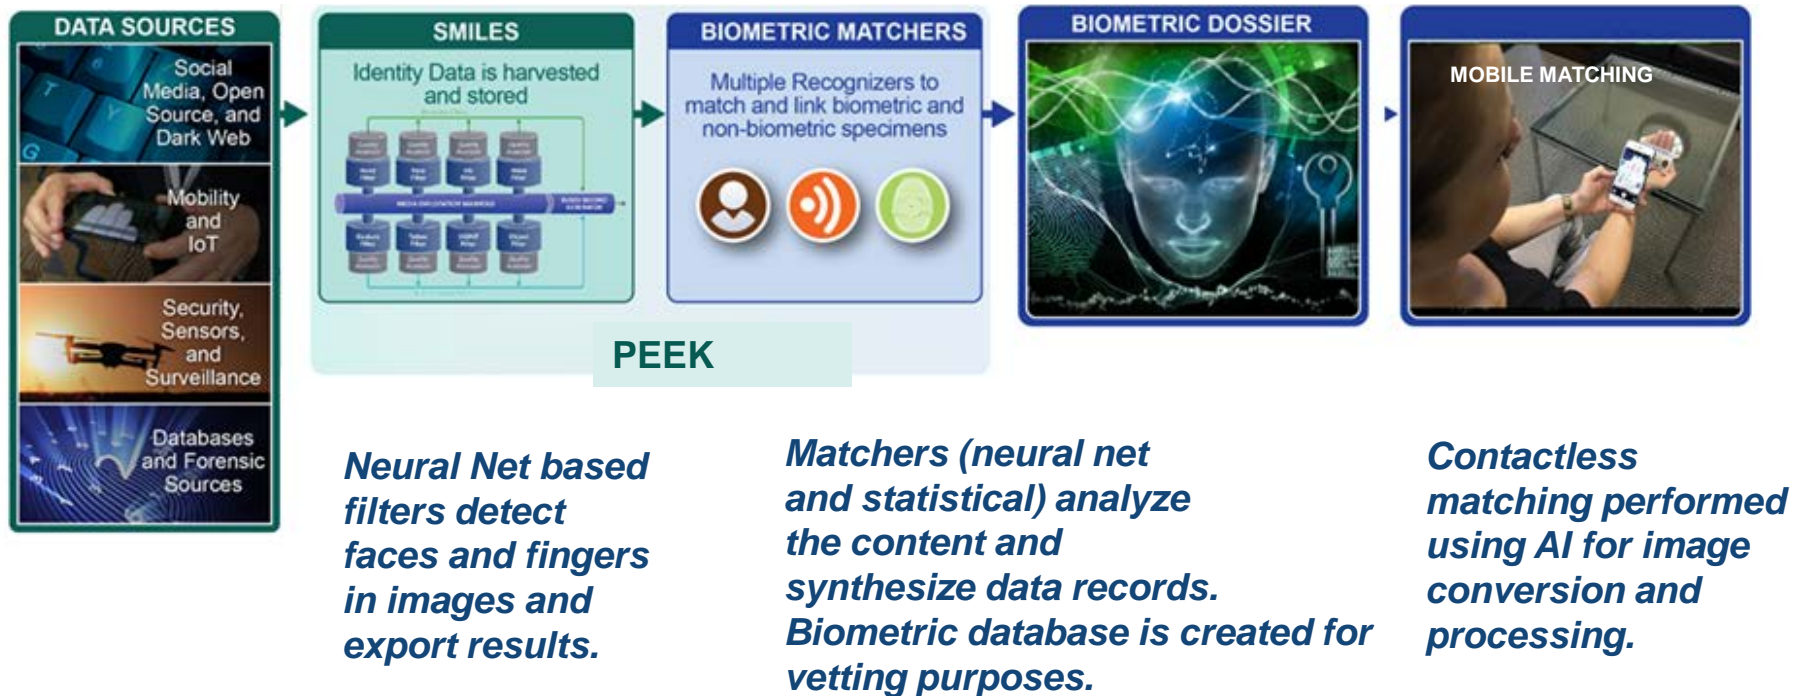 DATA SOURCES
Social
Media, Open
Source, and
Dark Web
Mobility
and
IoT
Security,
Sensors,
and
Surveillance
Databases
and Forensic
Sources
SMILES
Identity Data is harvested
and stored
MEDIA EXPLOITATION MANIFOLD
BIOMETRIC MATCHERS
Multiple Recognizers to
match and link biometric and
non-biometric specimens
PEEK
BIOMETRIC DOSSIER
MOBILE MATCHING
Neural Net based
filters detect
faces and fingers
in images and
export results.
Matchers (neural net
and statistical) analyze
the content and
synthesize data records.
Biometric database is created for
vetting purposes.
Contactless
matching performed
using AI for image
conversion and
processing.